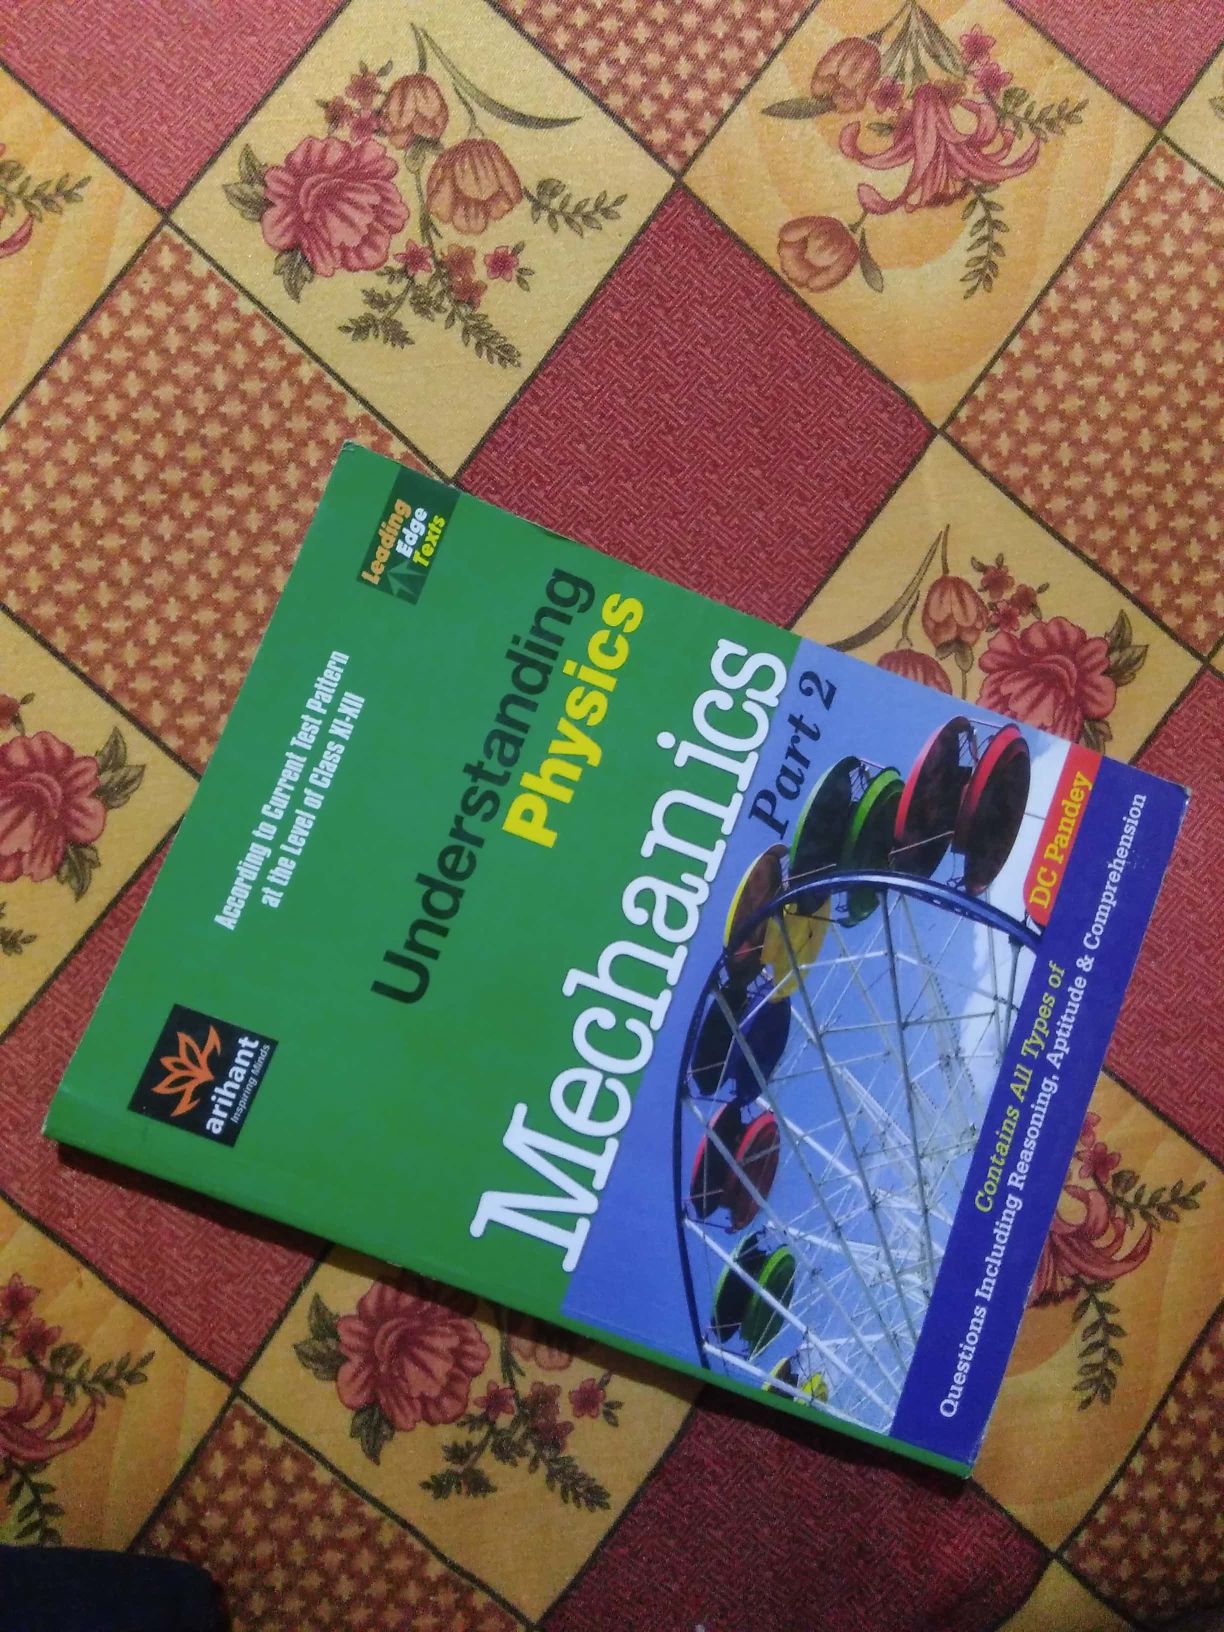 Leading
Edge
Texts
According to Current Test Pattern
at the Level of Class XI-XII
arihant
Inspiring Minds
Understanding
Physics
Mechanics
Part 2
DC Pandey
Contains All Types of
Questions Including Reasoning, Aptitude & Comprehension